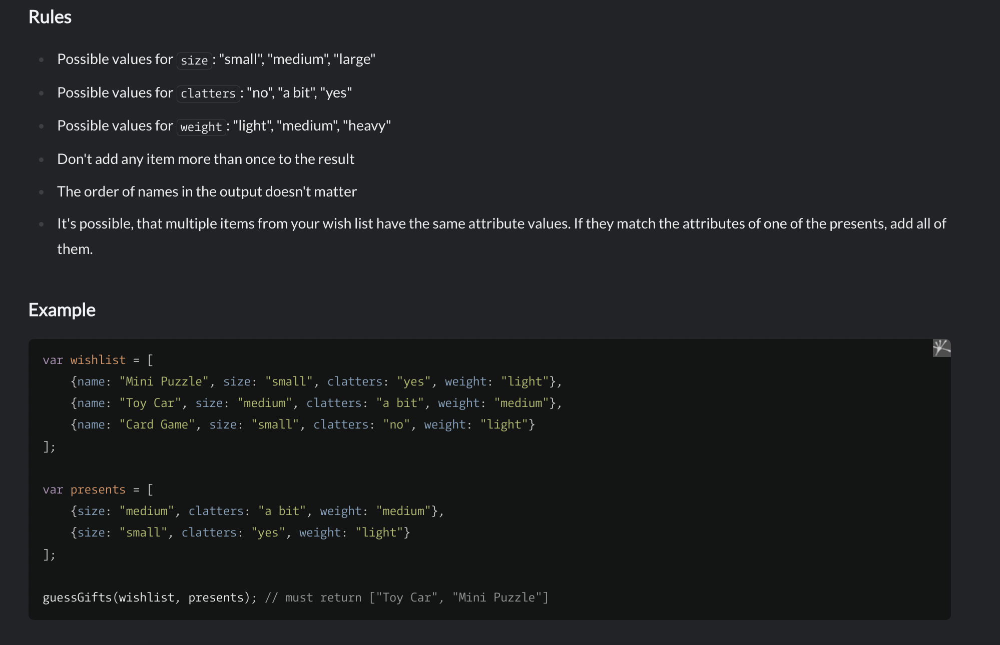 Rules
Possible values for size: "small", "medium", "large"
Possible values for clatters: "no", "a bit", "yes"
Possible values for weight: "light", "medium", "heavy"
Don't add any item more than once to the result
The order of names in the output doesn't matter
It's possible, that multiple items from your wish list have the same attribute values. If they match the attributes of one of the presents, add all of
them.
Example
var wishlist = [
    {name: "Mini Puzzle", size: "small", clatters: "yes", weight: "light"},
    {name: "Toy Car", size: "medium", clatters: "a bit", weight: "medium"},
    {name: "Card Game", size: "small", clatters: "no", weight: "light"}
];
var presents = [
    {size: "medium", clatters: "a bit", weight: "medium"},
    {size: "small", clatters: "yes", weight: "light"}
];
guessGifts(wishlist, presents); // must return ["Toy Car", "Mini Puzzle"]